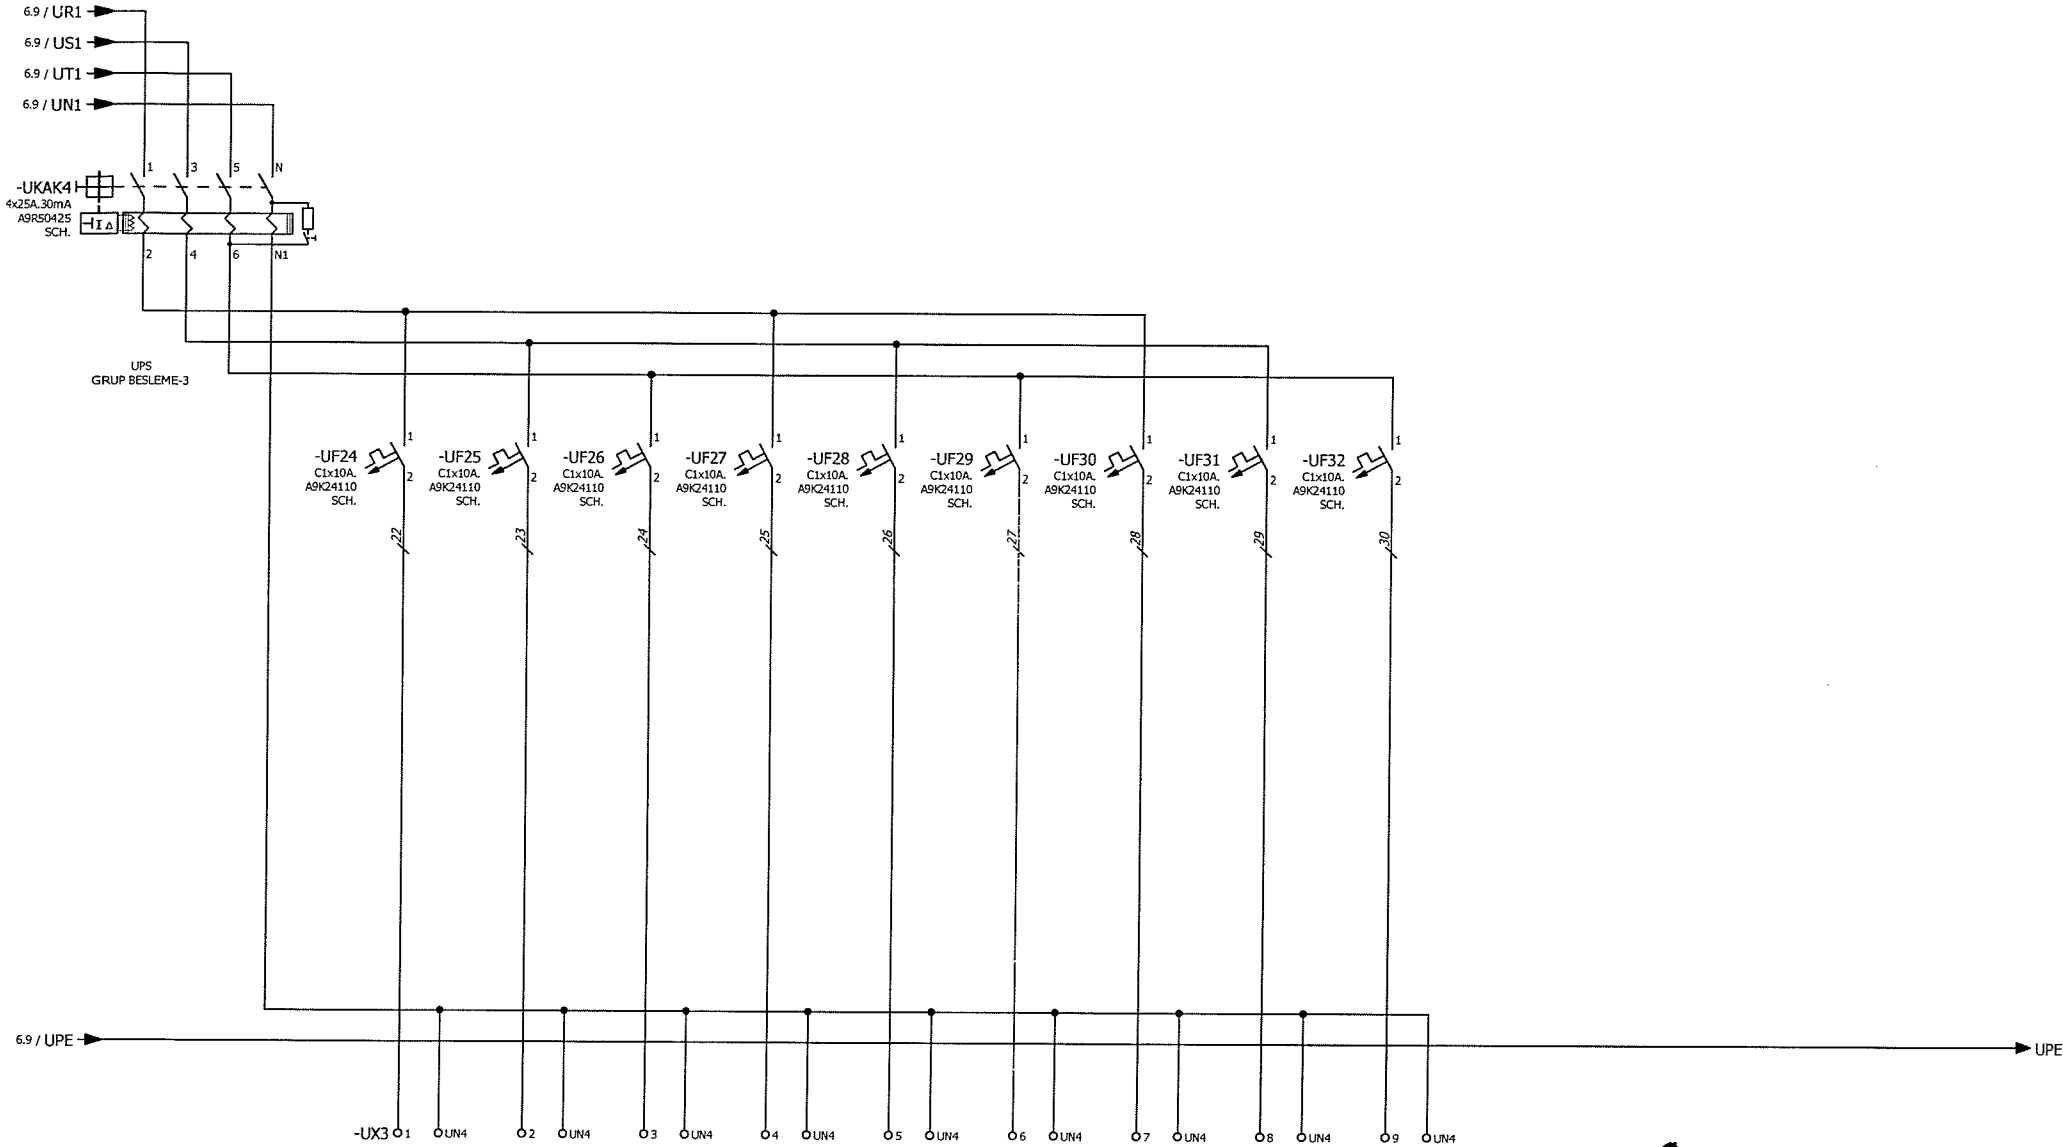 6.9 / UR1
6.9 / US1
6.9 / UT1
6.9 / UN1
1 3 5 N
-UKAK4
4x25A.30mA
A9R50425
SCH.
I Δ
2 4 6 N1
UPS
GRUP BESLEME-3
1 1 1 1 1 1 1 1 1
-UF24 -UF25 -UF26 -UF27 -UF28 -UF29 -UF30 -UF31 -UF32
C1x10A. C1x10A. C1x10A. C1x10A. C1x10A. C1x10A. C1x10A. C1x10A. C1x10A.
2 2 2 2 2 2 2 2 2
A9K24110 A9K24110 A9K24110 A9K24110 A9K24110 A9K24110 A9K24110 A9K24110 A9K24110
SCH. SCH. SCH. SCH. SCH. SCH. SCH. SCH. SCH.
22 23 24 25 26 27 28 29 30
6.9 / UPE
UPE
-UX3 1 UN4 2 UN4 3 UN4 4 UN4 5 UN4 6 UN4 7 UN4 8 UN4 9 UN4